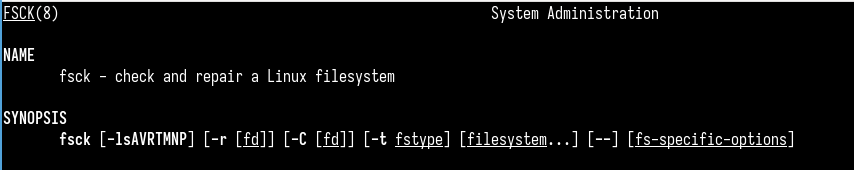 FSCK(8) System Administration
NAME
fsck - check and repair a Linux filesystem
SYNOPSIS
fsck [-lsAVRTMNP] [-r [fd]] [-C [fd]] [-t fstype] [filesystem...] [--] [fs-specific-options]